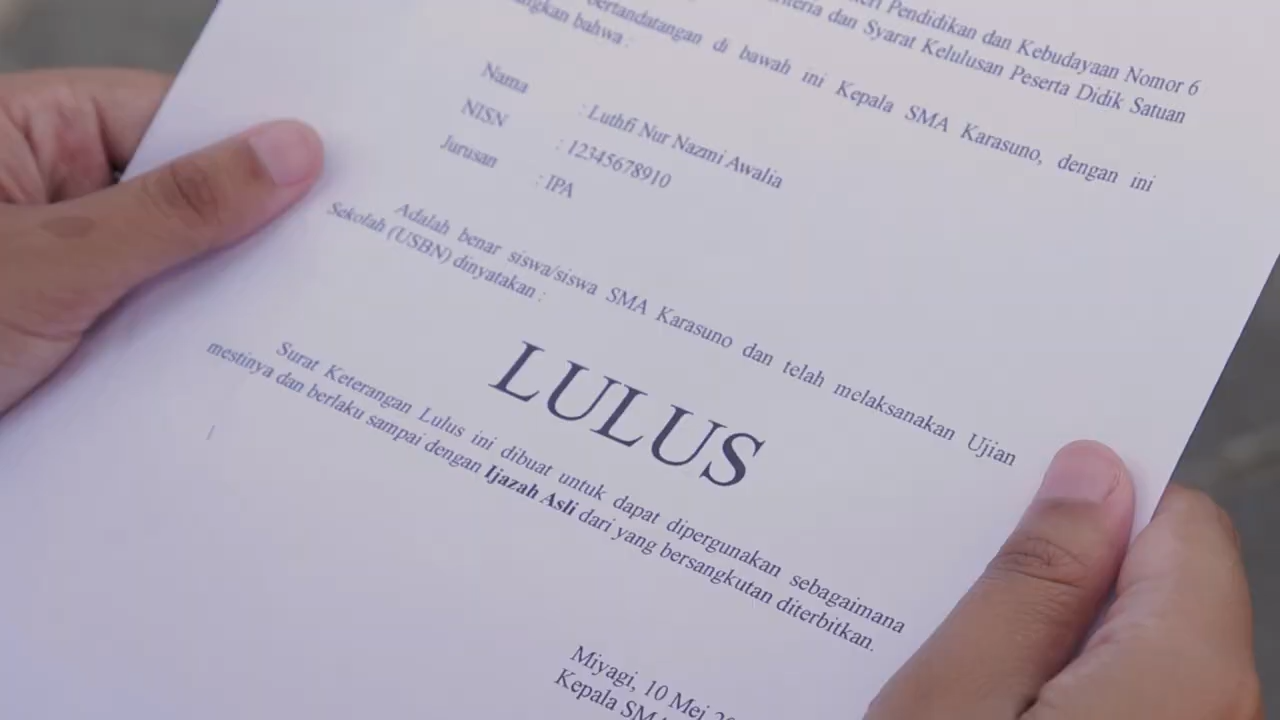 Pendidikan dan Kebudayaan Nomor 6
dan Syarat Kelulusan Peserta Didik Satuan
bertandatangan di bawah ini Kepala SMA Karasuno, dengan ini
bahwa :
Nama : Luthfi Nur Nazmi Awalia
NISN : 12345678910
Jurusan : IPA
Adalah benar siswa/siswa SMA Karasuno dan telah melaksanakan Ujian
Sekolah (USBN) dinyatakan :
LULUS
Surat Keterangan Lulus ini dibuat untuk dapat dipergunakan sebagaimana
mestinya dan berlaku sampai dengan Ijazah Asli dari yang bersangkutan diterbitkan.
Miyagi, 10 Mei
Kepala SMA